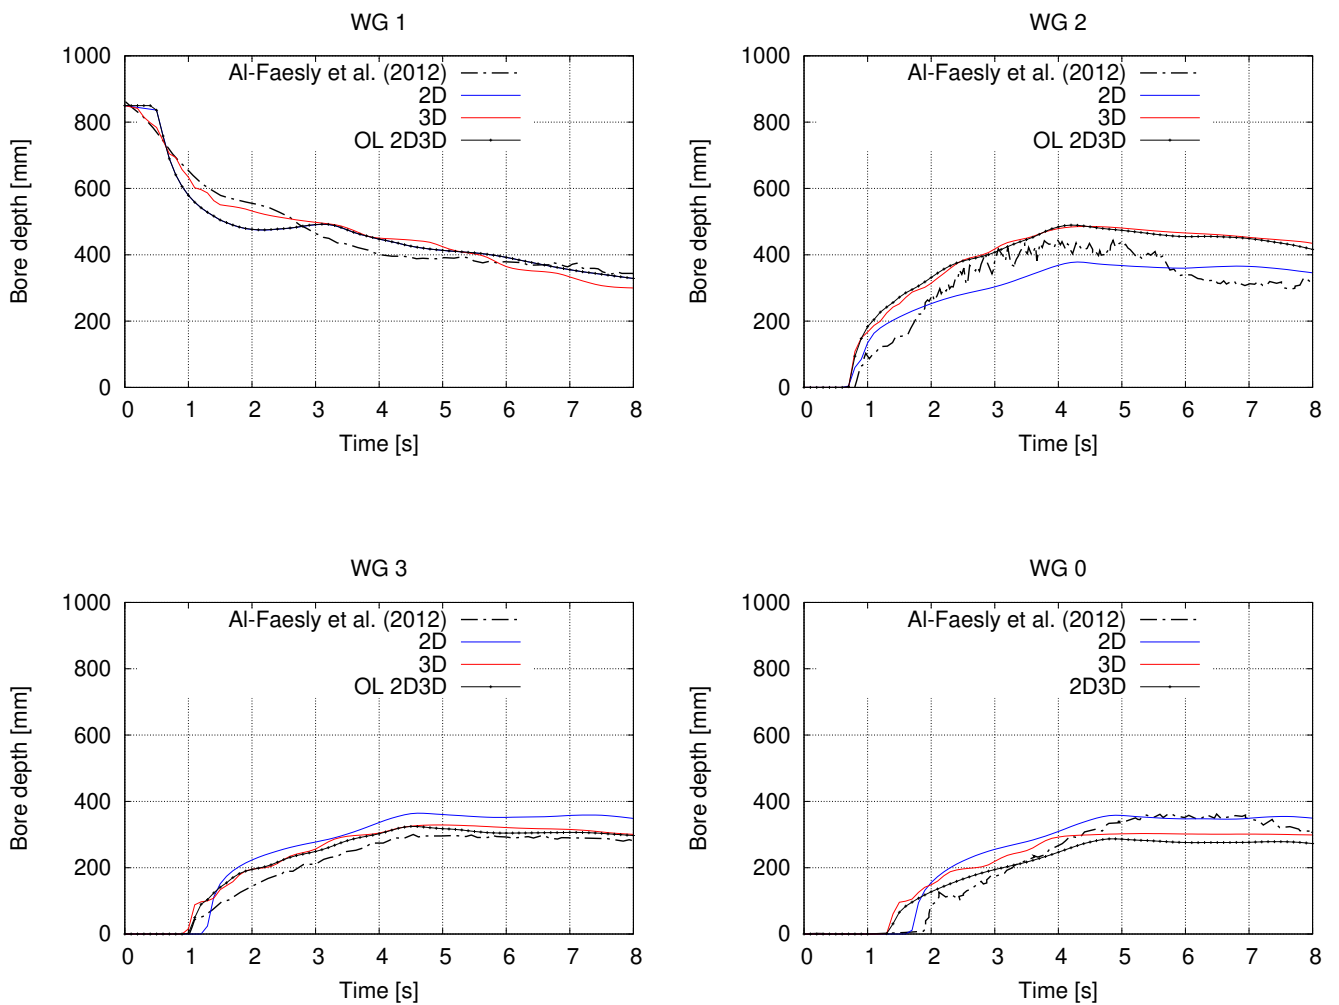 WG 1
1000
800
600
400
200
0
Bore depth [mm]
Al-Faesly et al. (2012)
2D
3D
OL 2D3D
0 1 2 3 4 5 6 7 8
Time [s]
WG 2
1000
800
600
400
200
0
Bore depth [mm]
Al-Faesly et al. (2012)
2D
3D
OL 2D3D
0 1 2 3 4 5 6 7 8
Time [s]
WG 3
1000
800
600
400
200
0
Bore depth [mm]
Al-Faesly et al. (2012)
2D
3D
OL 2D3D
0 1 2 3 4 5 6 7 8
Time [s]
WG 0
1000
800
600
400
200
0
Bore depth [mm]
Al-Faesly et al. (2012)
2D
3D
2D3D
0 1 2 3 4 5 6 7 8
Time [s]